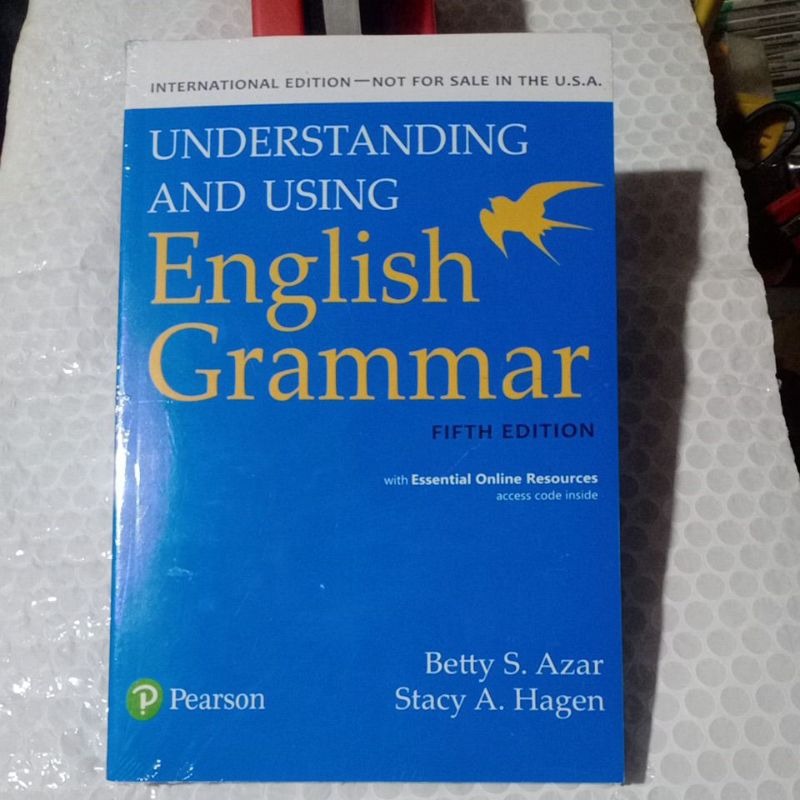 INTERNATIONAL EDITION—NOT FOR SALE IN THE U.S.A.
UNDERSTANDING
AND USING
English
Grammar
FIFTH EDITION
with Essential Online Resources
access code inside
Betty S. Azar
Stacy A. Hagen
Pearson